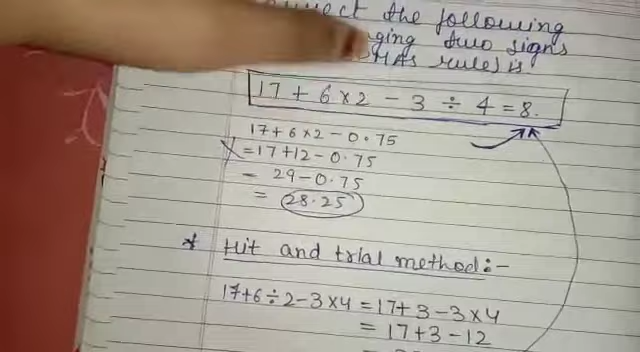 the following
ging two signs
rules is
17 + 6 × 2 - 3 ÷ 4 = 8.
17+6×2-0.75
= 17+12-0.75
= 29-0.75
= 28.25
* Hit and trial method:-
17+6÷2-3×4 = 17+3-3×4
= 17+3-12